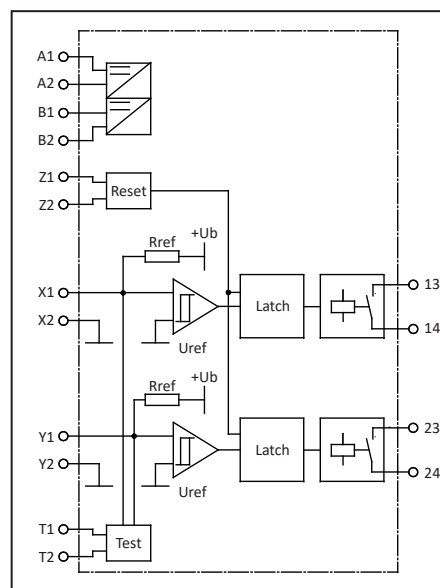 A1
A2
B1
B2
Z1
Reset
Z2
+Ub
Rref
X1
13
Latch
X2
14
Uref
+Ub
Rref
Y1
23
Latch
Y2
24
Uref
T1
Test
T2